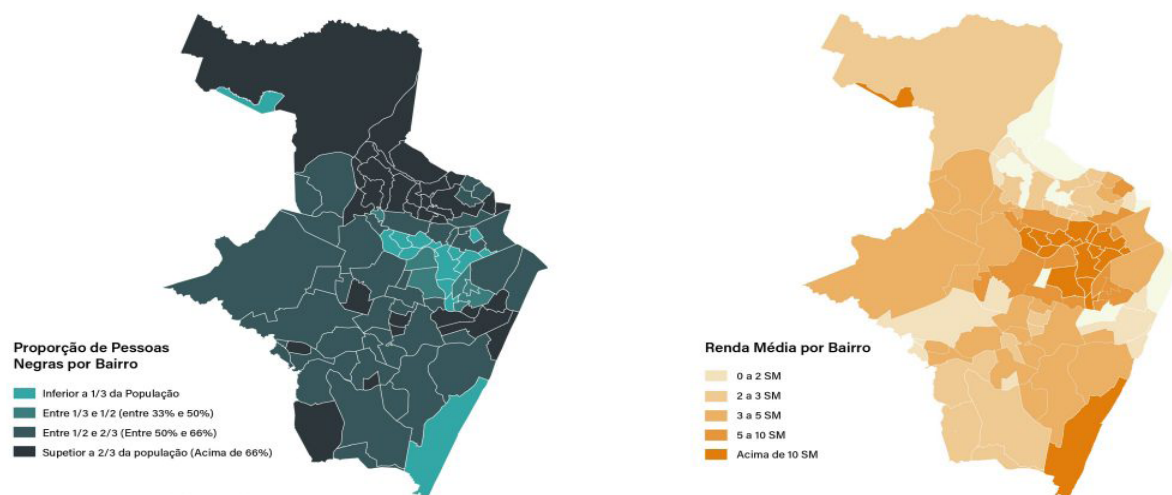 Proporção de Pessoas
Negras por Bairro
Inferior a 1/3 da População
Entre 1/3 e 1/2 (entre 33% e 50%)
Entre 1/2 e 2/3 (Entre 50% e 66%)
Supetior a 2/3 da população (Acima de 66%)
Renda Média por Bairro
0 a 2 SM
2 a 3 SM
3 a 5 SM
5 a 10 SM
Acima de 10 SM